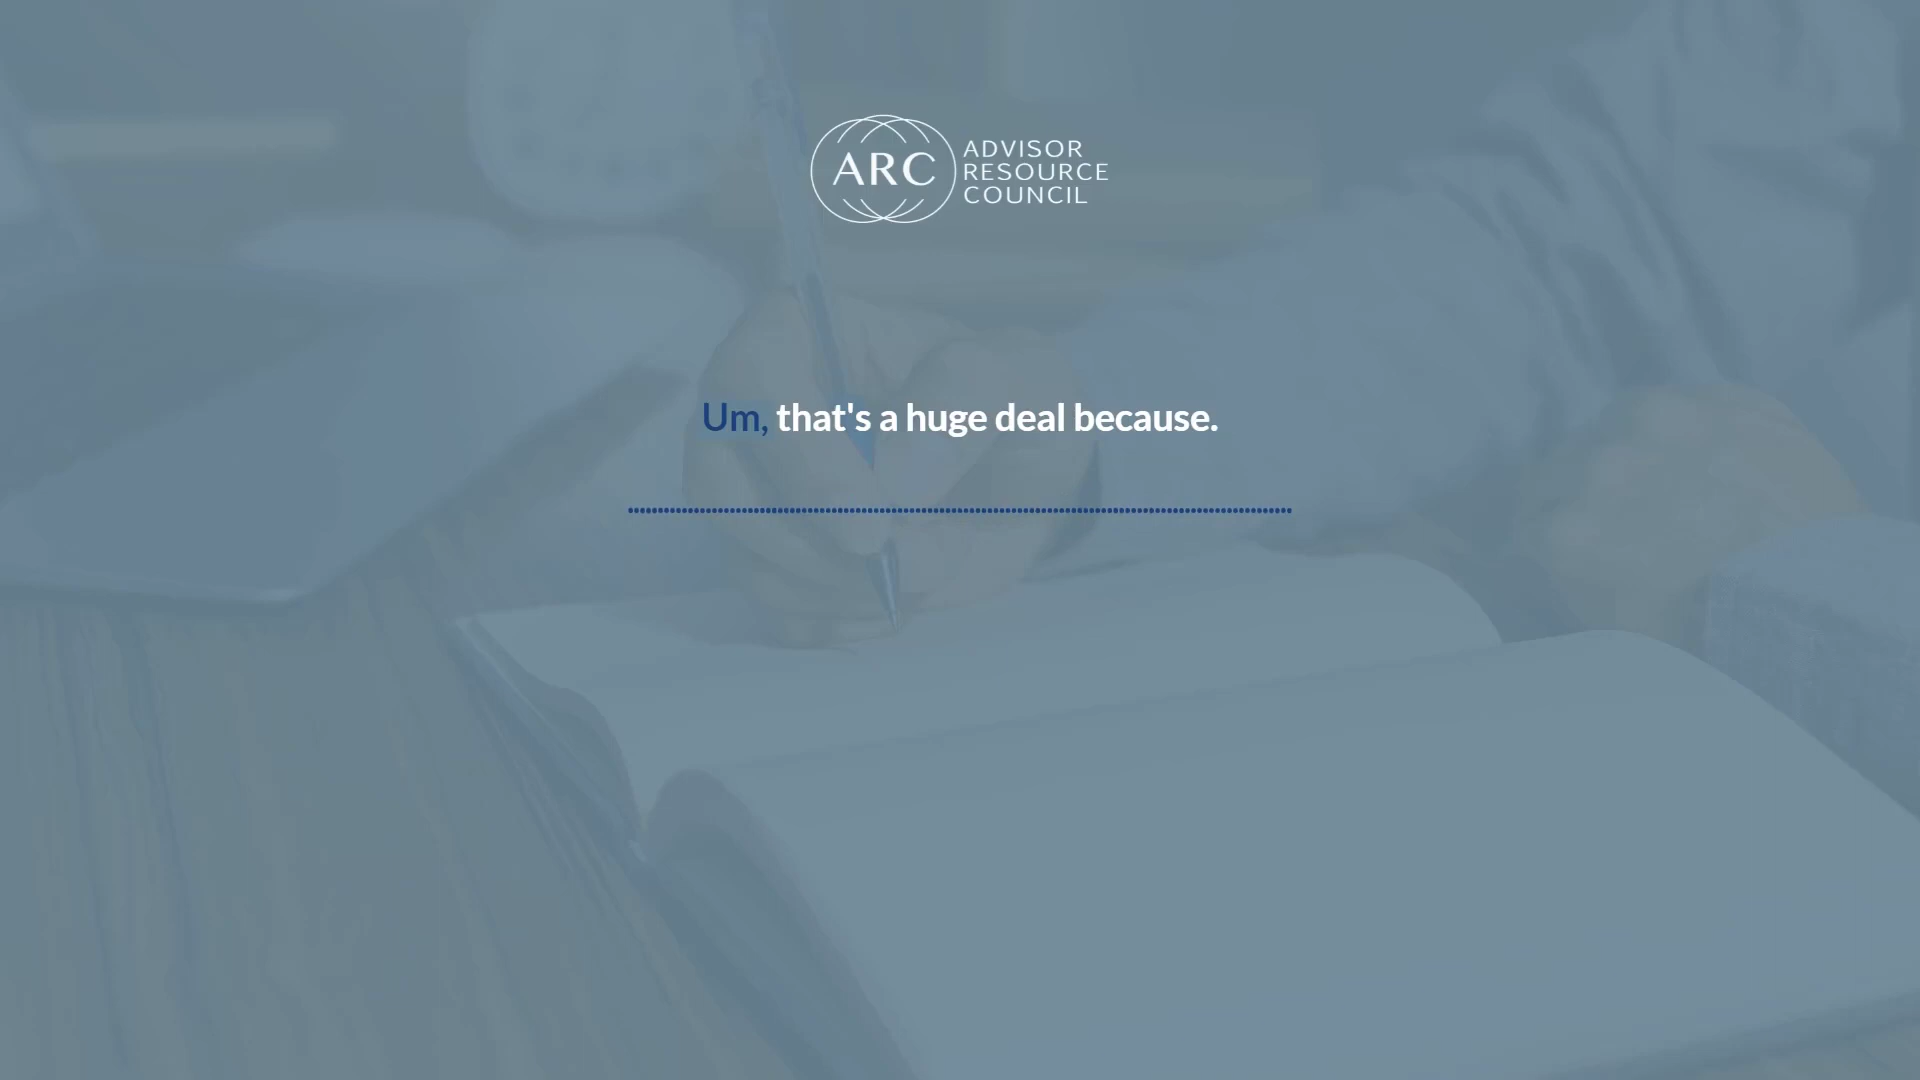 ARC
ADVISOR
RESOURCE
COUNCIL
Um, that's a huge deal because.